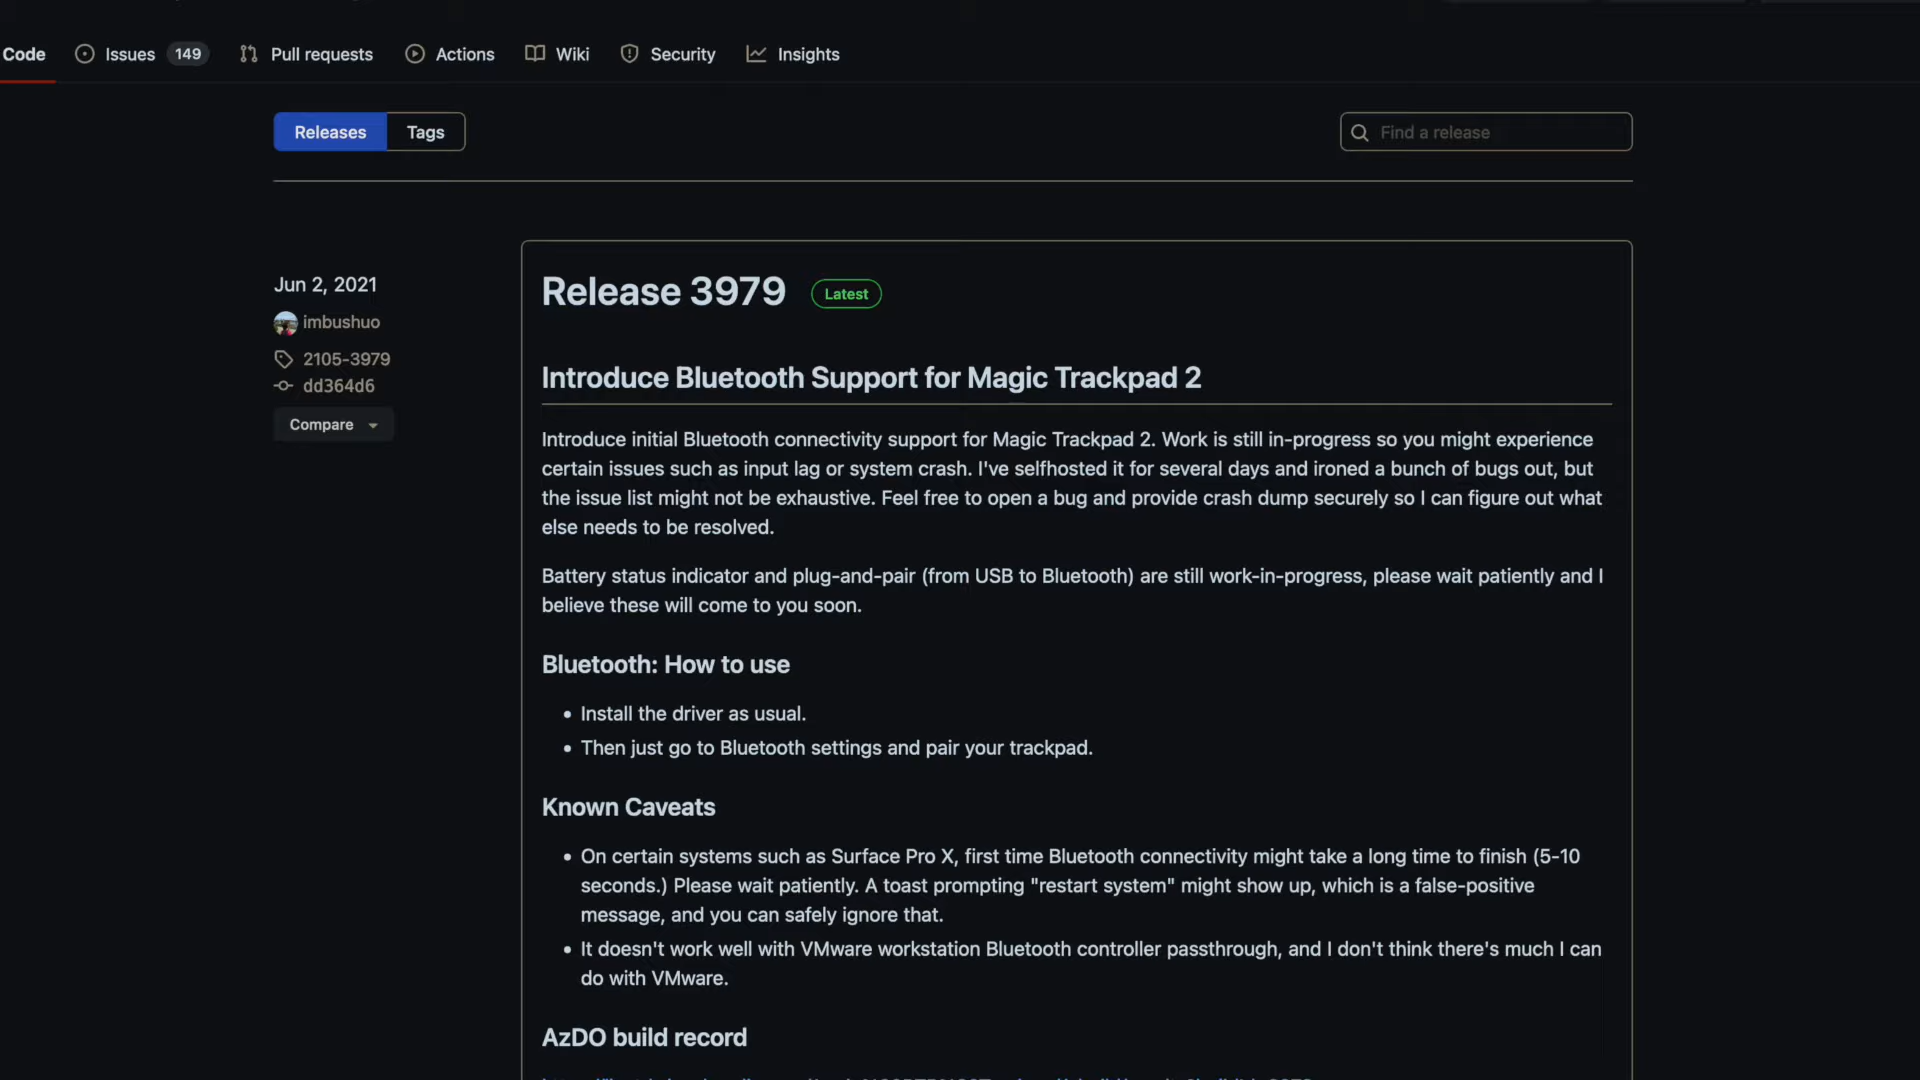 Code Issues 149 Pull requests Actions Wiki Security Insights
Releases Tags Find a release
Jun 2, 2021
imbushuo
2105-3979
dd364d6
Compare
Release 3979 Latest
Introduce Bluetooth Support for Magic Trackpad 2
Introduce initial Bluetooth connectivity support for Magic Trackpad 2. Work is still in-progress so you might experience
certain issues such as input lag or system crash. I've selfhosted it for several days and ironed a bunch of bugs out, but
the issue list might not be exhaustive. Feel free to open a bug and provide crash dump securely so I can figure out what
else needs to be resolved.
Battery status indicator and plug-and-pair (from USB to Bluetooth) are still work-in-progress, please wait patiently and I
believe these will come to you soon.
Bluetooth: How to use
• Install the driver as usual.
• Then just go to Bluetooth settings and pair your trackpad.
Known Caveats
• On certain systems such as Surface Pro X, first time Bluetooth connectivity might take a long time to finish (5-10
seconds.) Please wait patiently. A toast prompting "restart system" might show up, which is a false-positive
message, and you can safely ignore that.
• It doesn't work well with VMware workstation Bluetooth controller passthrough, and I don't think there's much I can
do with VMware.
AzDO build record